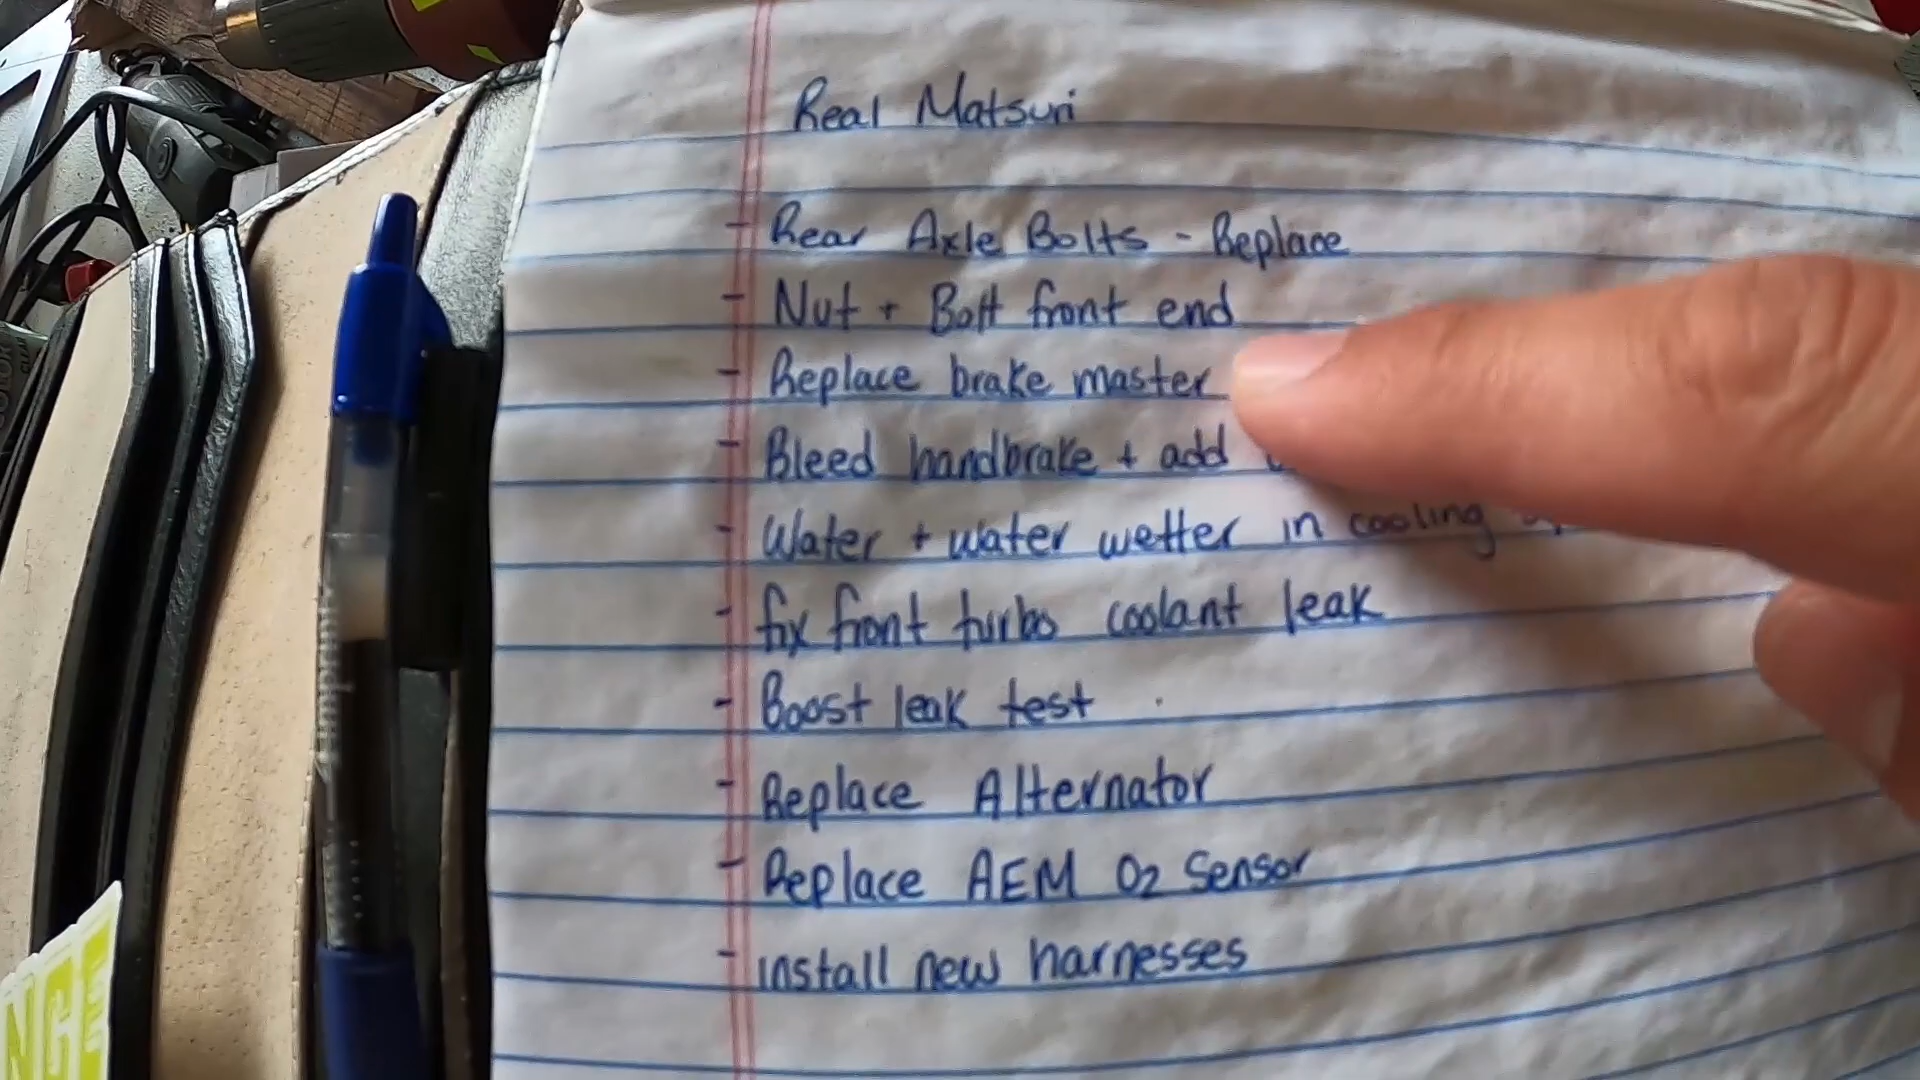 Real Matsuri
- Rear Axle Bolts - Replace
- Nut + Bolt front end
- Replace brake master
- Bleed handbrake + add
- Water + water wetter in cooling
- fix front turbo coolant leak
- Boost leak test
- Replace Alternator
- Replace AEM O2 Sensor
- install new harnesses